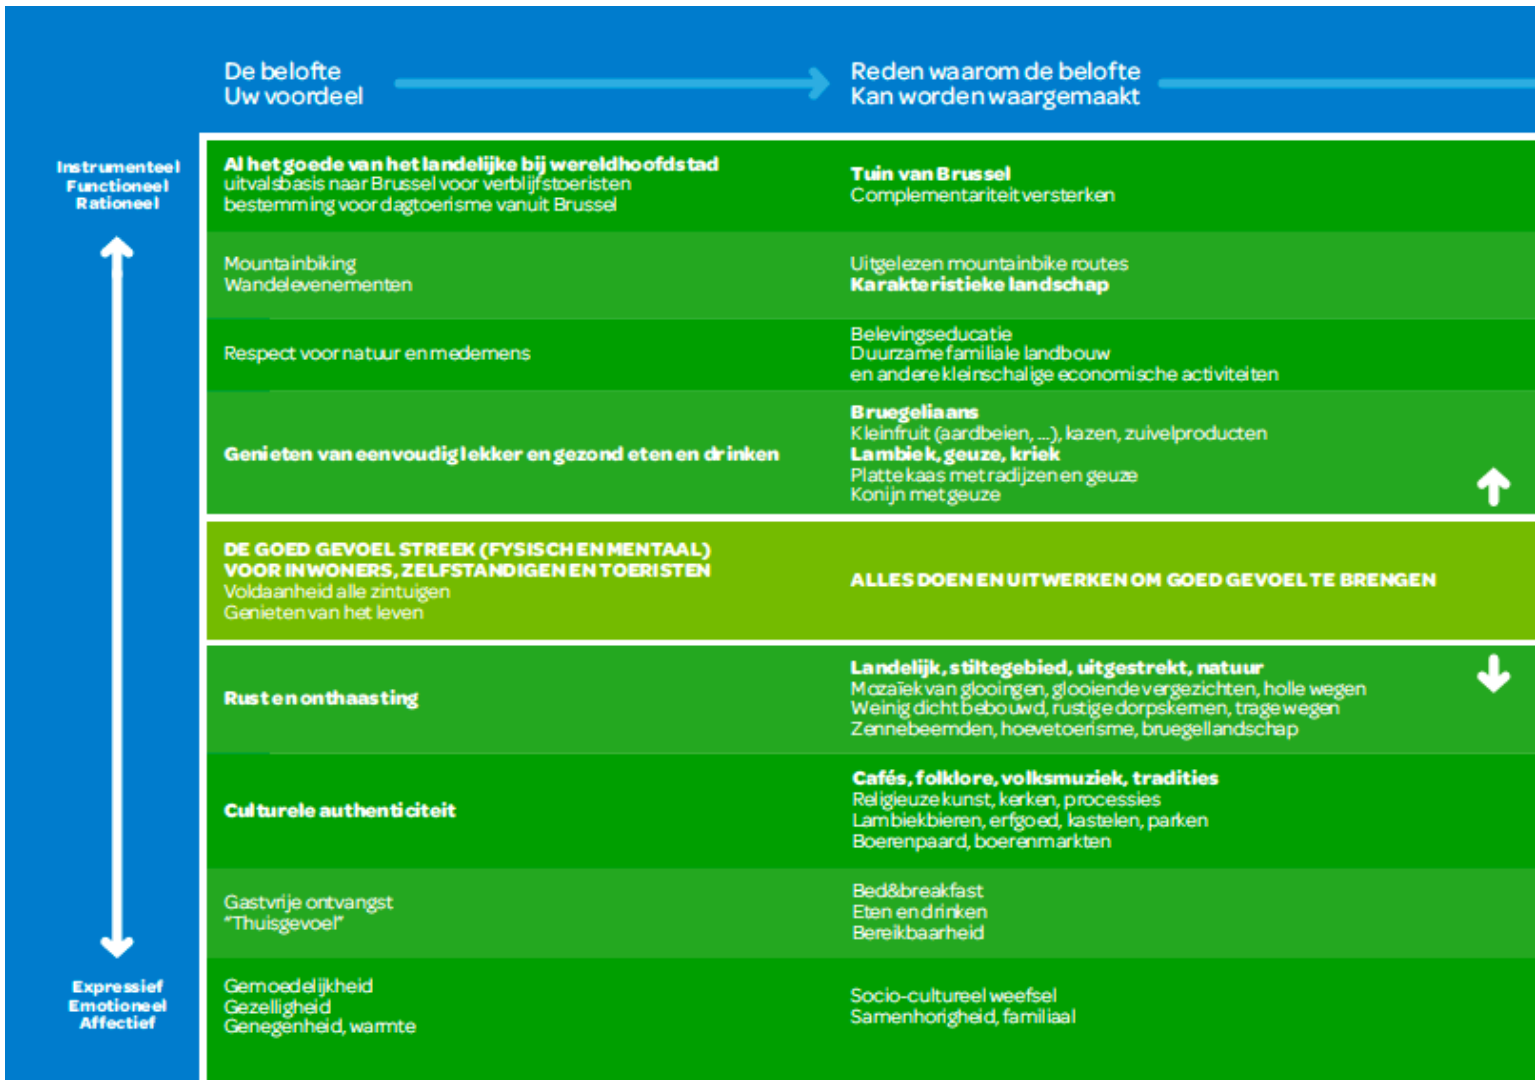 De belofte
Uw voordeel
Reden waarom de belofte
Kan worden waargemaakt
Instrumenteel
Functioneel
Rationeel
Al het goede van het landelijke bij wereldhoofdstad
uitvalsbasis naar Brussel voor verblijfstoeristen
bestemming voor dagtoerisme vanuit Brussel
Tuin van Brussel
Complementariteit versterken
Mountainbiking
Wandelevenementen
Uitgelezen mountainbike routes
Karakteristieke landschap
Respect voor natuur en medemens
Belevingseducatie
Duurzame familiale landbouw
en andere kleinschalige economische activiteiten
Genieten van eenvoudig lekker en gezond eten en drinken
Bruegeliaans
Kleinfruit (aardbeien, ...), kazen, zuivelproducten
Lambiek, geuze, kriek
Platte kaas met radijzen en geuze
Konijn met geuze
DE GOED GEVOEL STREEK (FYSISCH EN MENTAAL)
VOOR INWONERS, ZELFSTANDIGEN EN TOERISTEN
Voldaanheid alle zintuigen
Genieten van het leven
ALLES DOEN EN UITWERKEN OM GOED GEVOEL TE BRENGEN
Rust en onthaasting
Landelijk, stiltegebied, uitgestrekt, natuur
Mozaïek van glooingen, glooiende vergezichten, holle wegen
Weinig dicht bebouwd, rustige dorpskernen, trage wegen
Zennebeemden, hoevetoerisme, bruegellandschap
Culturele authenticiteit
Cafés, folklore, volksmuziek, tradities
Religieuze kunst, kerken, processies
Lambiekbieren, erfgoed, kastelen, parken
Boerenpaard, boerenmarkten
Gastvrije ontvangst
"Thuisgevoel"
Bed&breakfast
Eten en drinken
Bereikbaarheid
Expressief
Emotioneel
Affectief
Gemoedelijkheid
Gezelligheid
Genegenheid, warmte
Socio-cultureel weefsel
Samenhorigheid, familiaal